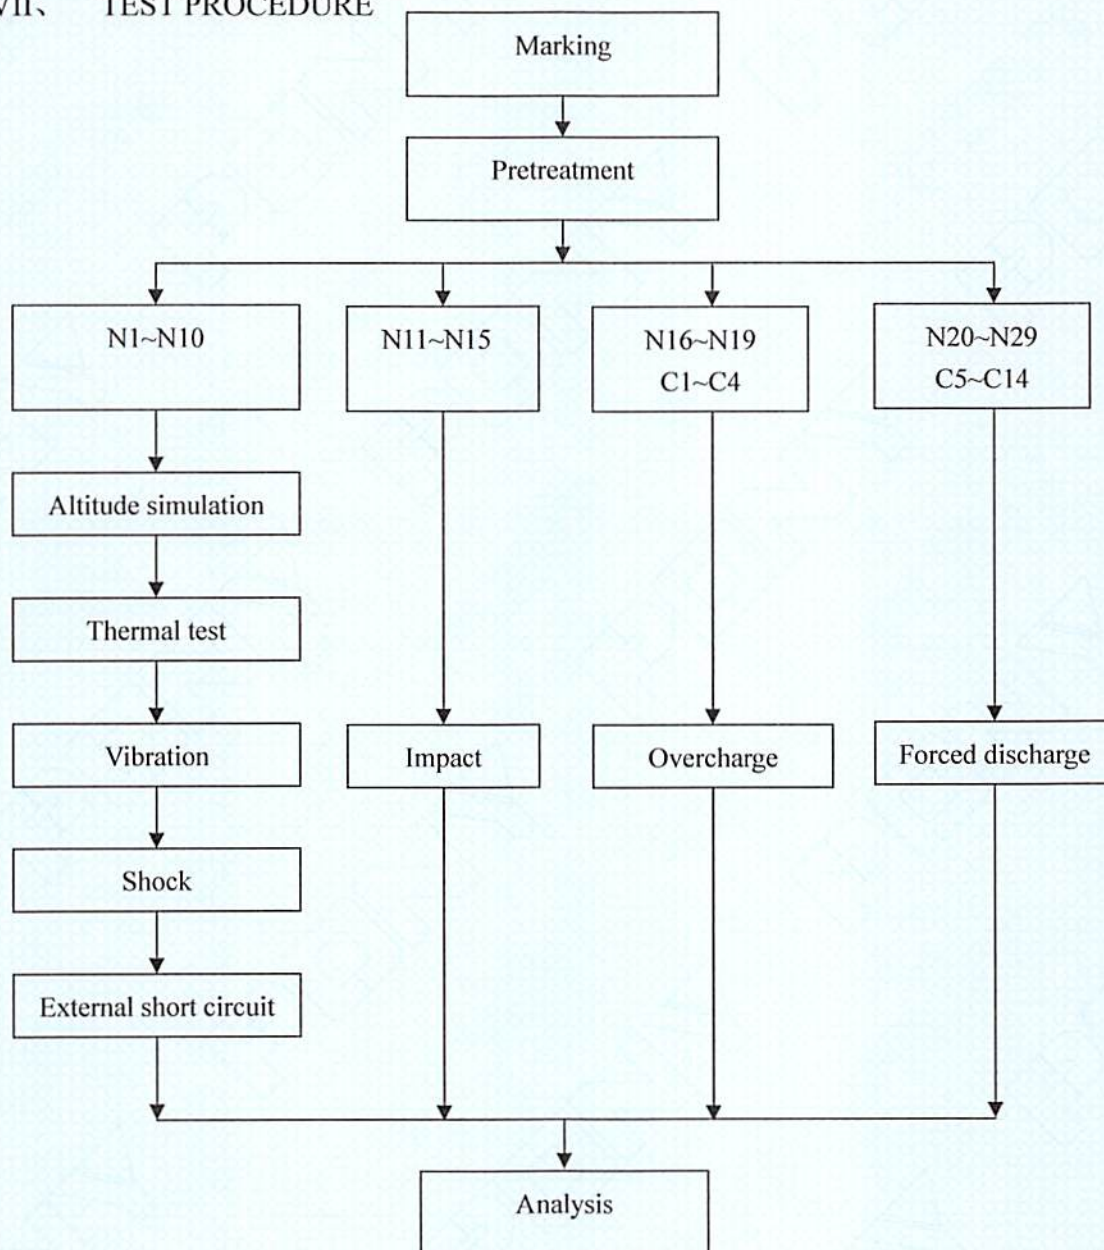 VII、 TEST PROCEDURE
Marking
Pretreatment
N1~N10
N11~N15
N16~N19
C1~C4
N20~N29
C5~C14
Altitude simulation
Thermal test
Vibration
Impact
Overcharge
Forced discharge
Shock
External short circuit
Analysis